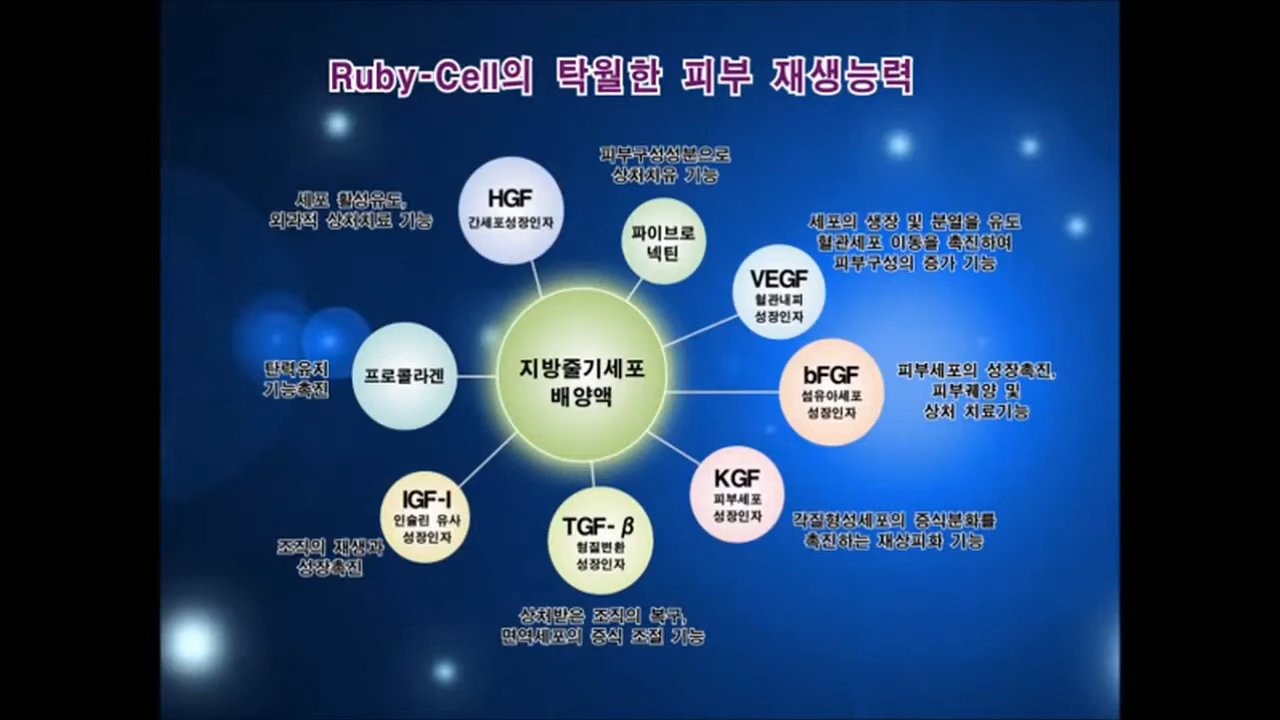 Ruby-Cell의 탁월한 피부 재생능력
HGF
간세포성장인자
세포 활성유도,
외과적 상처치료 기능
피부구성성분으로
상처치유 기능
파이브로
넥틴
세포의 생장 및 분열을 유도
혈관세포 이동을 촉진하여
피부구성의 증가 기능
VEGF
혈관내피
성장인자
지방줄기세포
배양액
프로콜라겐
탄력유지
기능촉진
bFGF
섬유아세포
성장인자
피부세포의 성장촉진,
피부궤양 및
상처 치료기능
KGF
피부세포
성장인자
각질형성세포의 증식분화를
촉진하는 재상피화 기능
IGF-I
인슐린 유사
성장인자
조직의 재생과
성장촉진
TGF-β
형질변환
성장인자
상처받은 조직의 복구,
면역세포의 증식 조절 기능